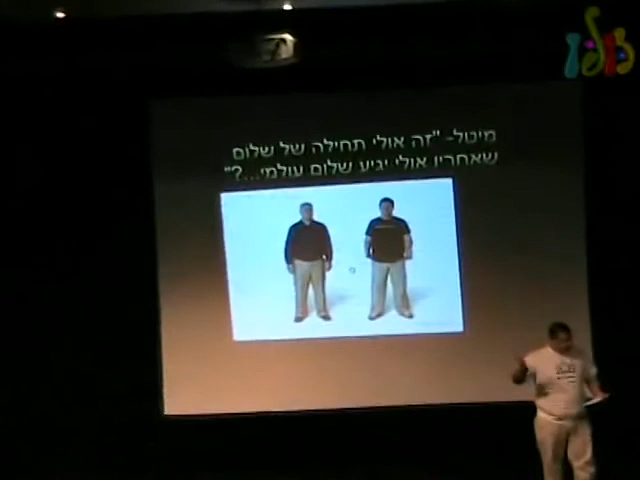 מיטל- "זה אולי תחילה של שלום
שאחריו אולי יגיע שלום עולמי...?"